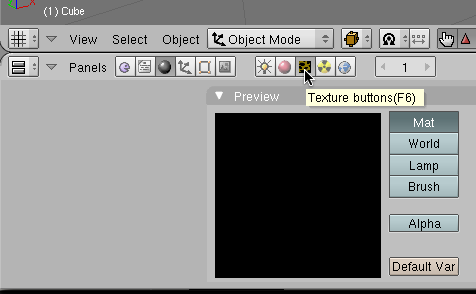 (1) Cube
View Select Object Object Mode
Panels 1
Texture buttons(F6)
Preview
Mat
World
Lamp
Brush
Alpha
Default Var